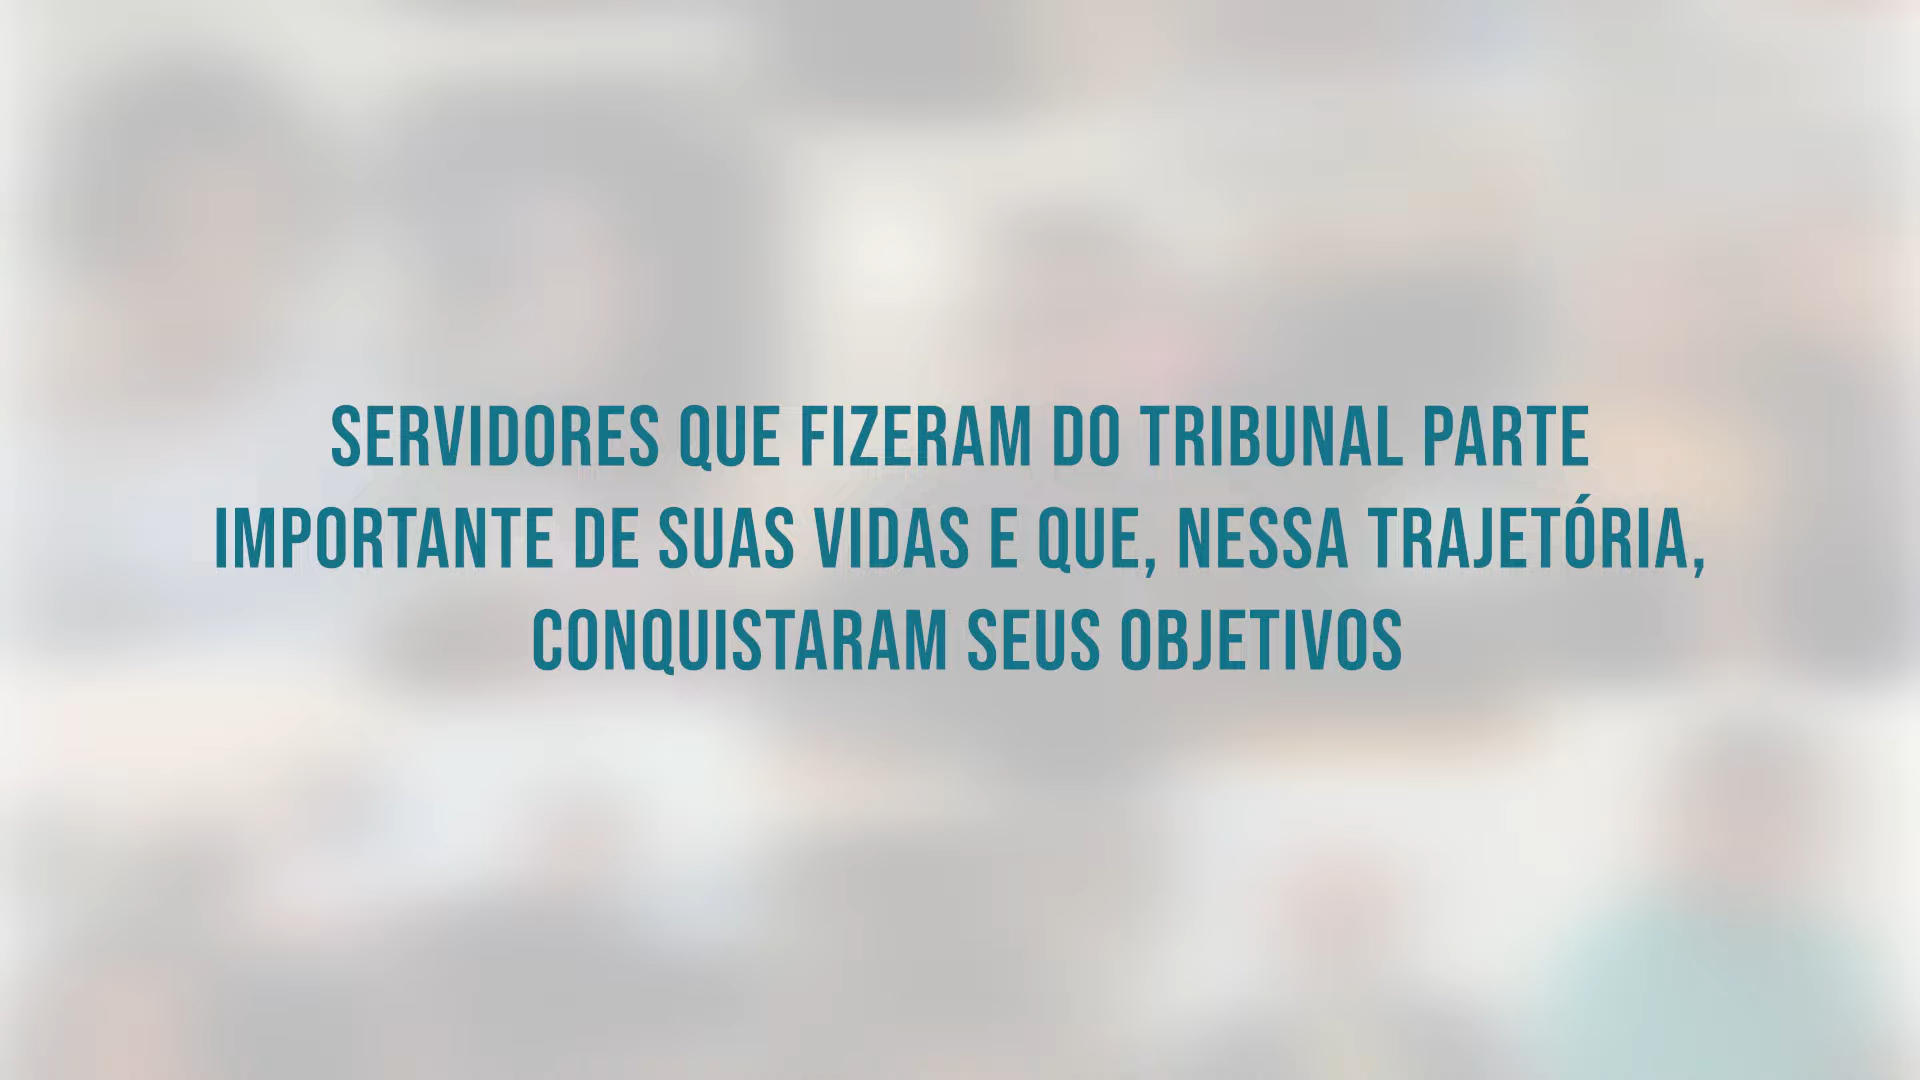 SERVIDORES QUE FIZERAM DO TRIBUNAL PARTE
IMPORTANTE DE SUAS VIDAS E QUE, NESSA TRAJETÓRIA,
CONQUISTARAM SEUS OBJETIVOS